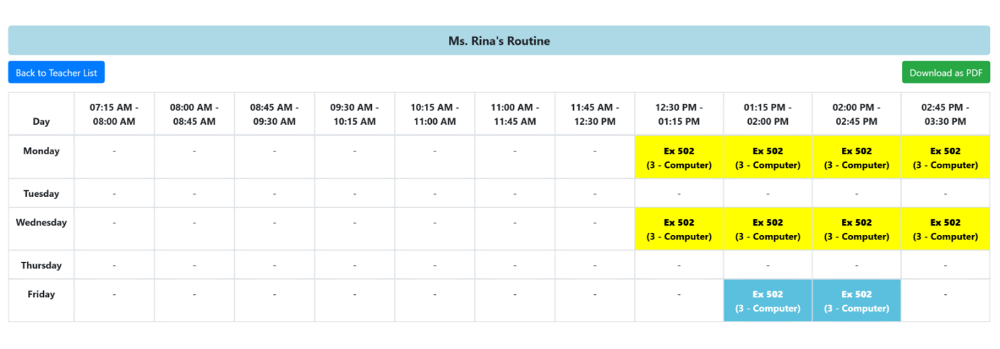 Ms. Rina's Routine
Back to Teacher List
Download as PDF
Day
07:15 AM -
08:00 AM
08:00 AM -
08:45 AM
08:45 AM -
09:30 AM
09:30 AM -
10:15 AM
10:15 AM -
11:00 AM
11:00 AM -
11:45 AM
11:45 AM -
12:30 PM
12:30 PM -
01:15 PM
01:15 PM -
02:00 PM
02:00 PM -
02:45 PM
02:45 PM -
03:30 PM
Monday - - - - - - -
Ex 502
(3 - Computer)
Ex 502
(3 - Computer)
Ex 502
(3 - Computer)
Ex 502
(3 - Computer)
Tuesday - - - - - - - - - - -
Wednesday - - - - - - -
Ex 502
(3 - Computer)
Ex 502
(3 - Computer)
Ex 502
(3 - Computer)
Ex 502
(3 - Computer)
Thursday - - - - - - - - - - -
Friday - - - - - - - -
Ex 502
(3 - Computer)
Ex 502
(3 - Computer)
-